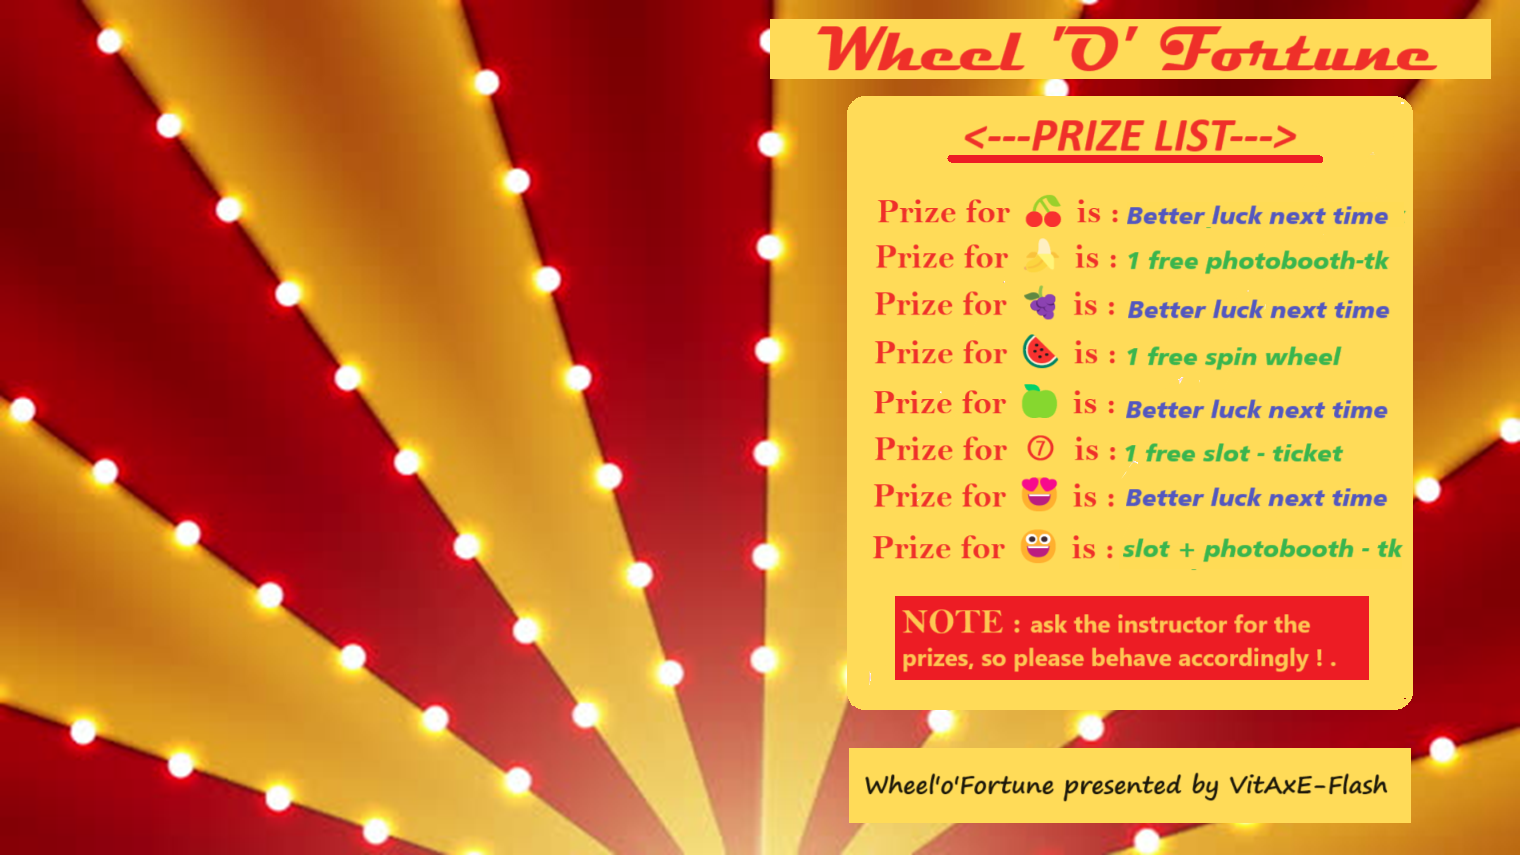 Wheel 'O' Fortune
<---PRIZE LIST--->
Prize for 🍒 is : Better luck next time
Prize for 🍌 is : 1 free photobooth-tk
Prize for 🍇 is : Better luck next time
Prize for 🍉 is : 1 free spin wheel
Prize for 🍏 is : Better luck next time
Prize for ⑦ is : 1 free slot - ticket
Prize for 😍 is : Better luck next time
Prize for 😀 is : slot + photobooth - tk
NOTE : ask the instructor for the
prizes, so please behave accordingly ! .
Wheel'o'Fortune presented by VitAxE-Flash